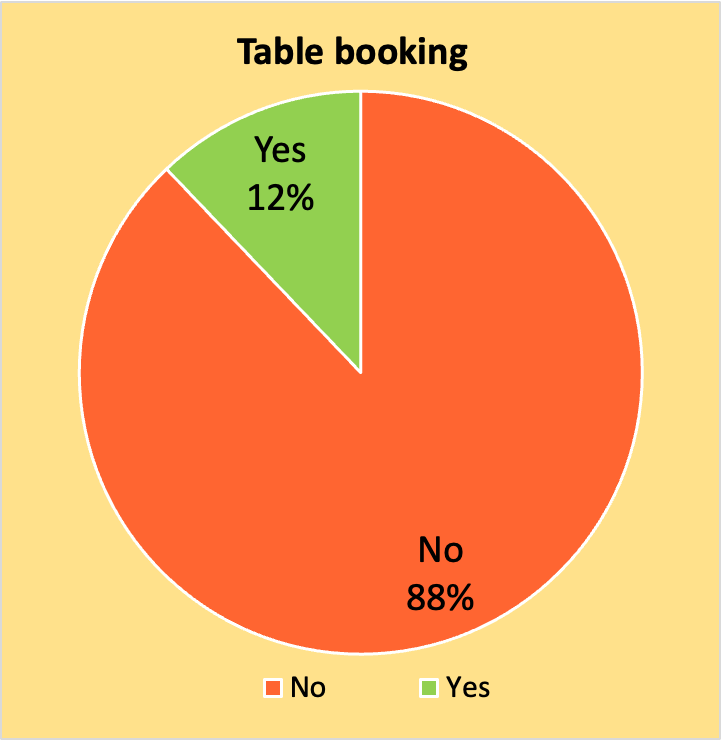 Table booking
Yes
12%
No
88%
No Yes